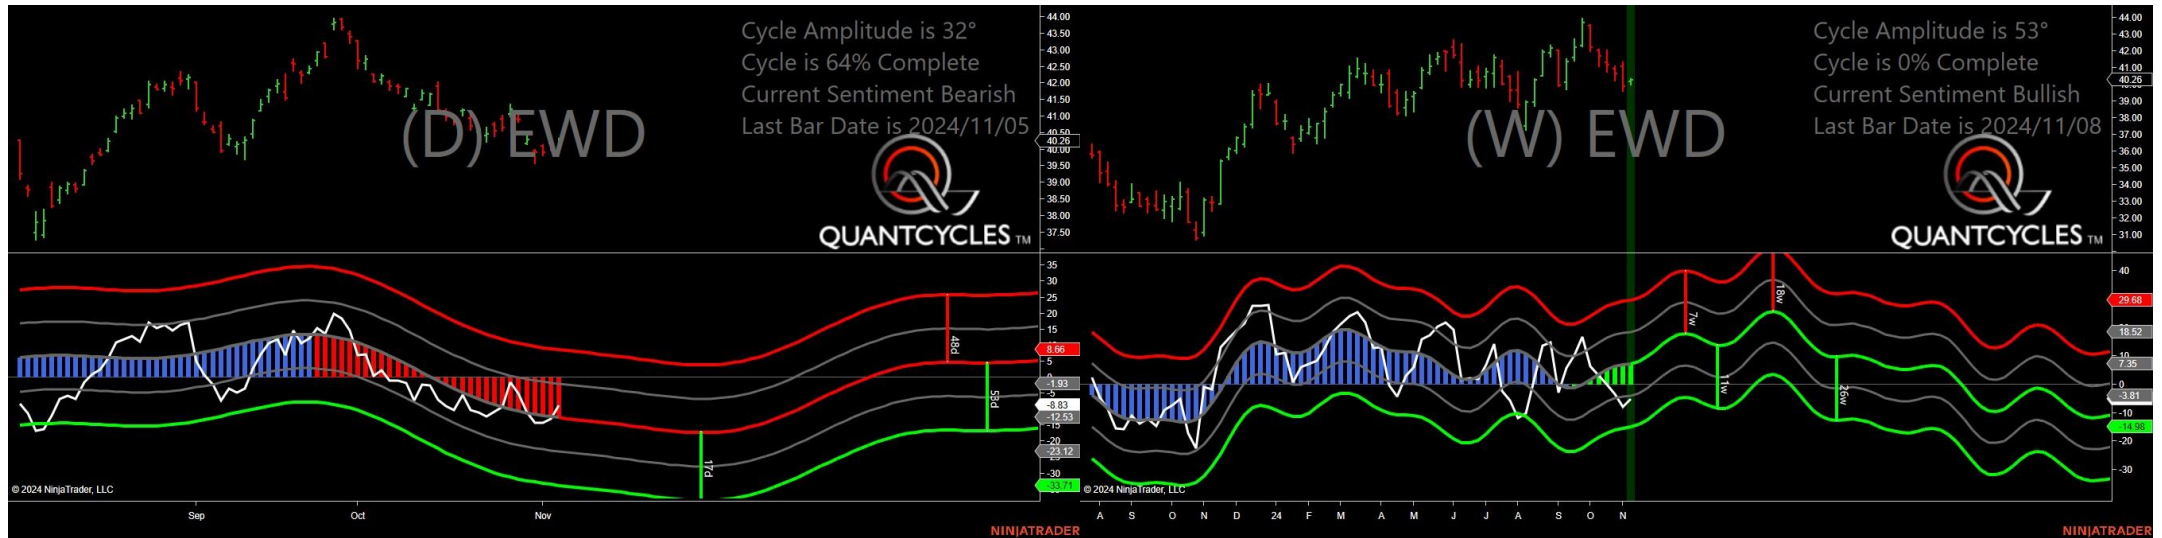 Cycle Amplitude is 32°
Cycle is 64% Complete
Current Sentiment Bearish
Last Bar Date is 2024/11/05
(D) EWD
QUANTCYCLES TM
44.00
43.50
43.00
42.50
42.00
41.50
41.00
40.50
40.26
40.00
39.50
39.00
38.50
38.00
37.50
35
30
25
20
15
8.66
5
-1.93
-8.83
-12.53
-15
-20
-23.12
-30
-33.71
48d
53d
17d
© 2024 NinjaTrader, LLC
Sep Oct Nov
NINJATRADER
Cycle Amplitude is 53°
Cycle is 0% Complete
Current Sentiment Bullish
Last Bar Date is 2024/11/08
(W) EWD
QUANTCYCLES TM
44.00
43.00
42.00
41.00
40.26
39.00
38.00
37.00
36.00
35.00
34.00
33.00
32.00
31.00
40
29.68
18.52
10
7.35
0
-3.81
-10
-14.98
-20
-30
7w
18w
11w
26w
© 2024 NinjaTrader, LLC
A S O N D 24 F M A M J J A S O N
NINJATRADER